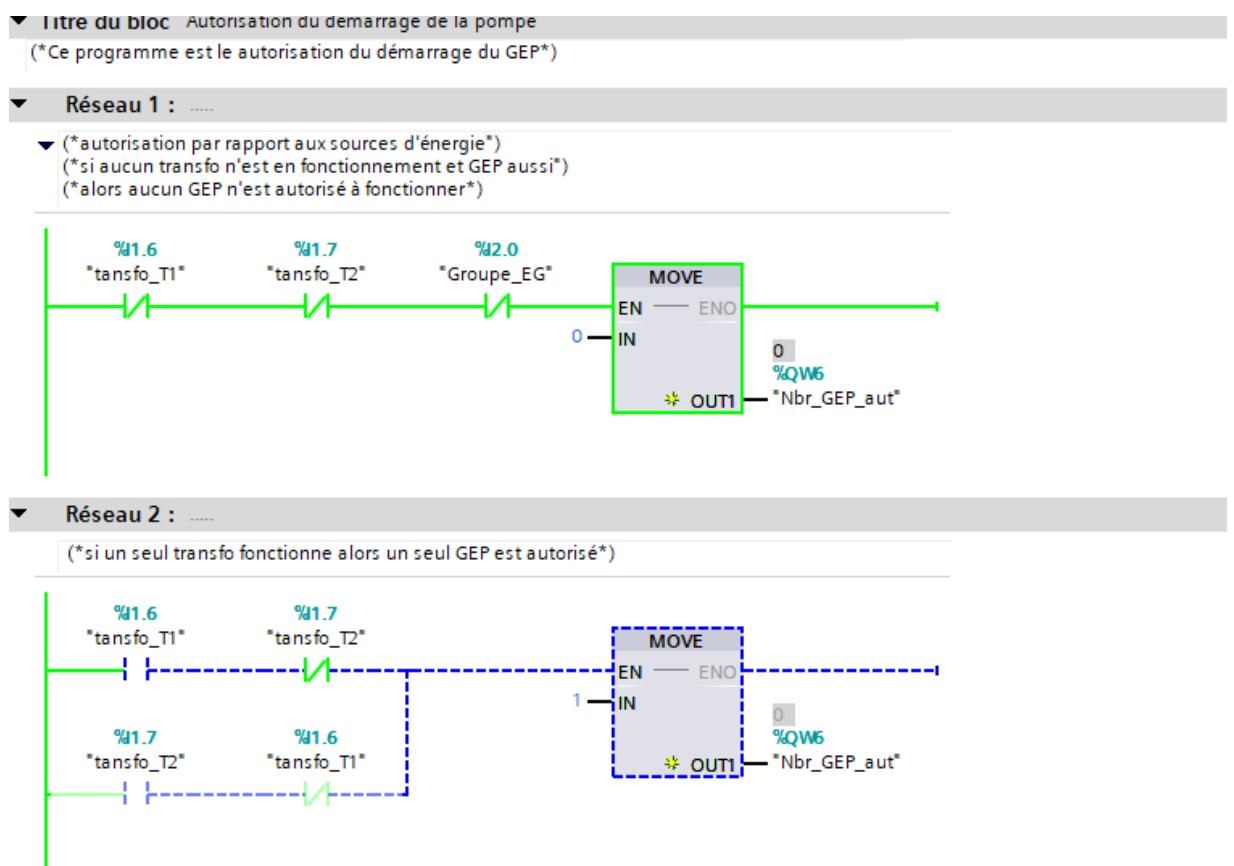 Titre du bloc Autorisation du démarrage de la pompe
(*Ce programme est le autorisation du démarrage du GEP*)
Réseau 1 : .....
(*autorisation par rapport aux sources d'énergie*)
(*si aucun transfo n'est en fonctionnement et GEP aussi*)
(*alors aucun GEP n'est autorisé à fonctionner*)
%I1.6 %I1.7 %I2.0
"tansfo_T1" "tansfo_T2" "Groupe_EG" MOVE
EN ENO
0 IN
0
%QW6
OUT1 "Nbr_GEP_aut"
Réseau 2 : .....
(*si un seul transfo fonctionne alors un seul GEP est autorisé*)
%I1.6 %I1.7
"tansfo_T1" "tansfo_T2" MOVE
EN ENO
1 IN
0
%I1.7 %I1.6 %QW6
"tansfo_T2" "tansfo_T1" OUT1 "Nbr_GEP_aut"